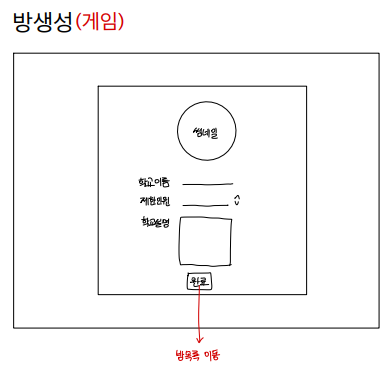 방생성(게임)
썸네일
학교이름
제한인원
학교설명
완료
방목록 이동